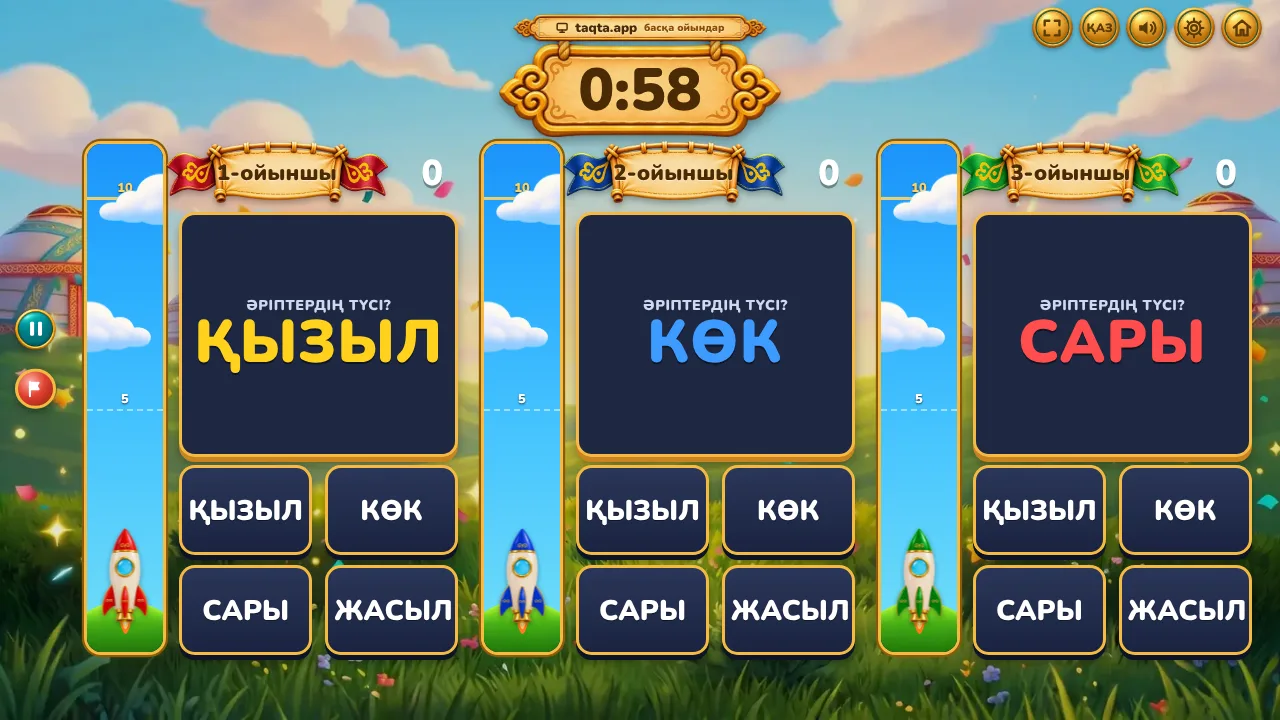 taqta.app басқа ойындар
ҚАЗ
0:58
1-ойыншы 0
10
5
ӘРІПТЕРДІҢ ТҮСІ?
ҚЫЗЫЛ
ҚЫЗЫЛ КӨК
САРЫ ЖАСЫЛ
2-ойыншы 0
10
5
ӘРІПТЕРДІҢ ТҮСІ?
КӨК
ҚЫЗЫЛ КӨК
САРЫ ЖАСЫЛ
3-ойыншы 0
10
5
ӘРІПТЕРДІҢ ТҮСІ?
САРЫ
ҚЫЗЫЛ КӨК
САРЫ ЖАСЫЛ